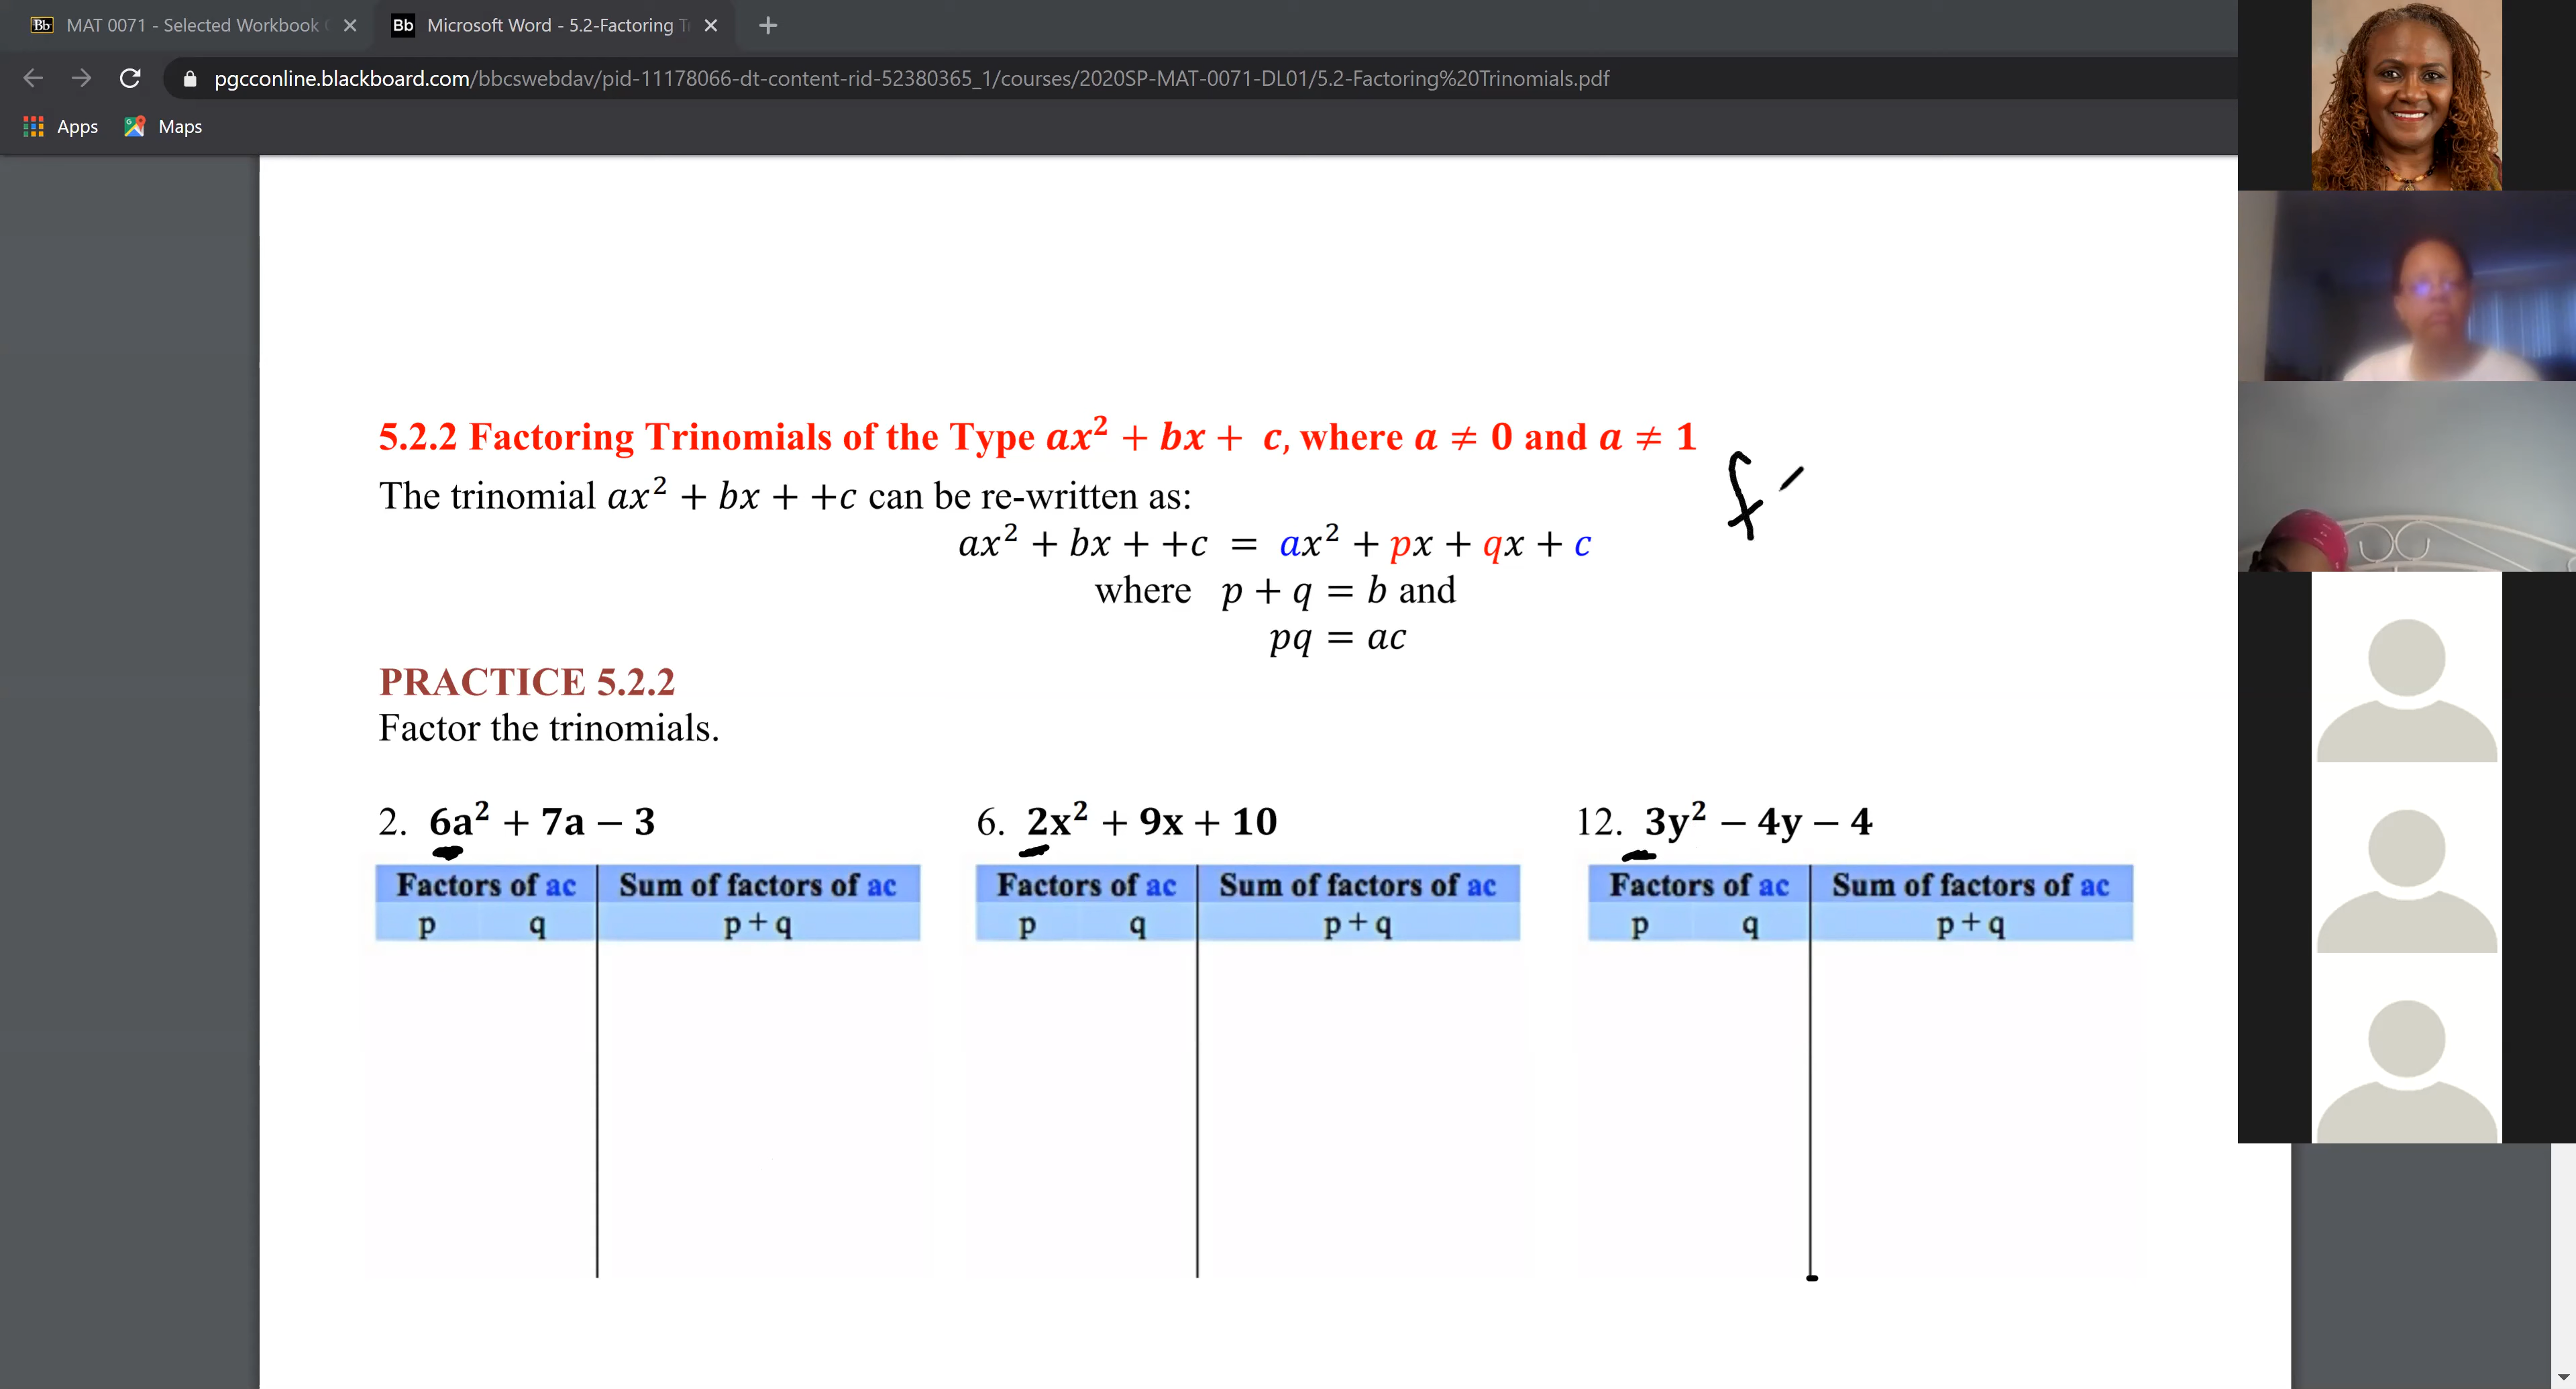 MAT 0071 - Selected Workbook
Microsoft Word - 5.2-Factoring
pgcconline.blackboard.com/bbcswebdav/pid-11178066-dt-content-rid-52380365_1/courses/2020SP-MAT-0071-DL01/5.2-Factoring%20Trinomials.pdf
Apps Maps
5.2.2 Factoring Trinomials of the Type ax² + bx + c, where a ≠ 0 and a ≠ 1
The trinomial ax² + bx + +c can be re-written as:
ax² + bx + +c = ax² + px + qx + c
where p + q = b and
pq = ac
PRACTICE 5.2.2
Factor the trinomials.
2. 6a² + 7a − 3 6. 2x² + 9x + 10 12. 3y² − 4y − 4
Factors of ac Sum of factors of ac Factors of ac Sum of factors of ac Factors of ac Sum of factors of ac
p q p + q p q p + q p q p + q